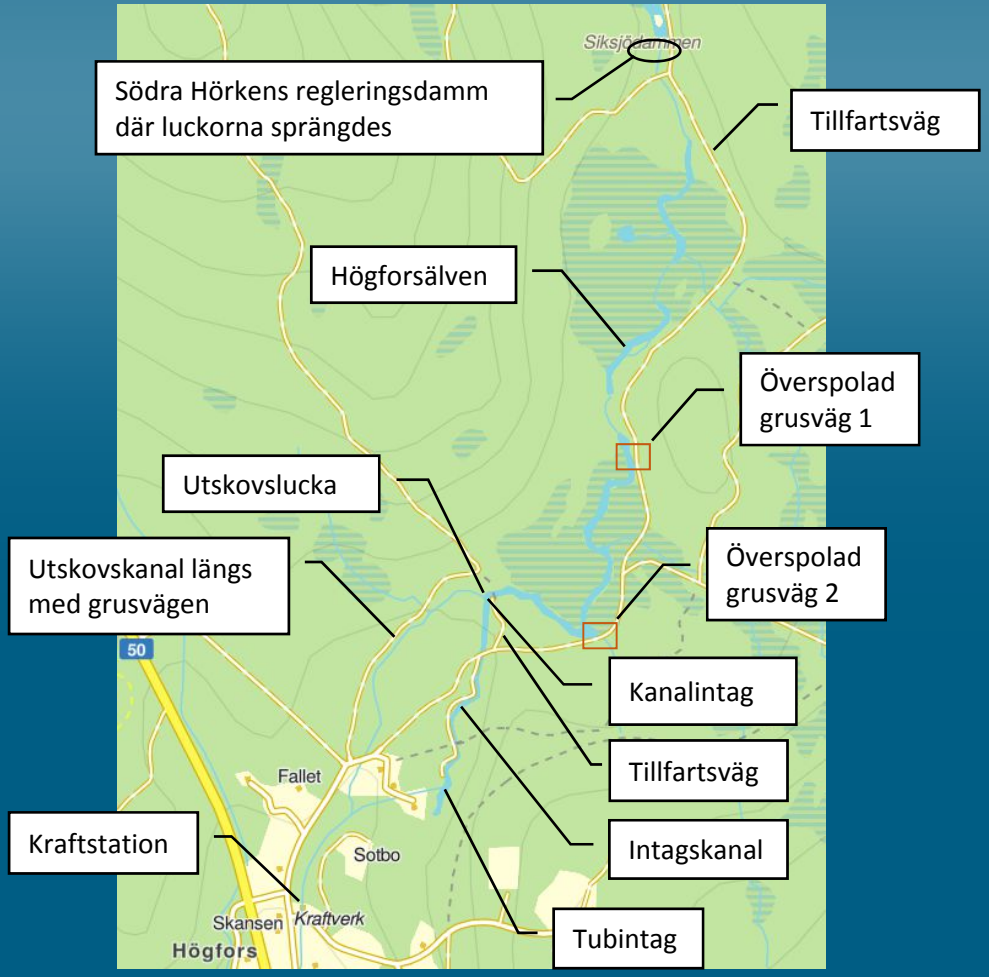 Siksjödammen
Södra Hörkens regleringsdamm
där luckorna sprängdes
Tillfartsväg
Högforsälven
Överspolad
grusväg 1
Utskovslucka
Utskovskanal längs
med grusvägen
Överspolad
grusväg 2
50
Kanalintag
Tillfartsväg
Fallet
Kraftstation
Sotbo
Intagskanal
Skansen
Kraftverk
Högfors
Tubintag